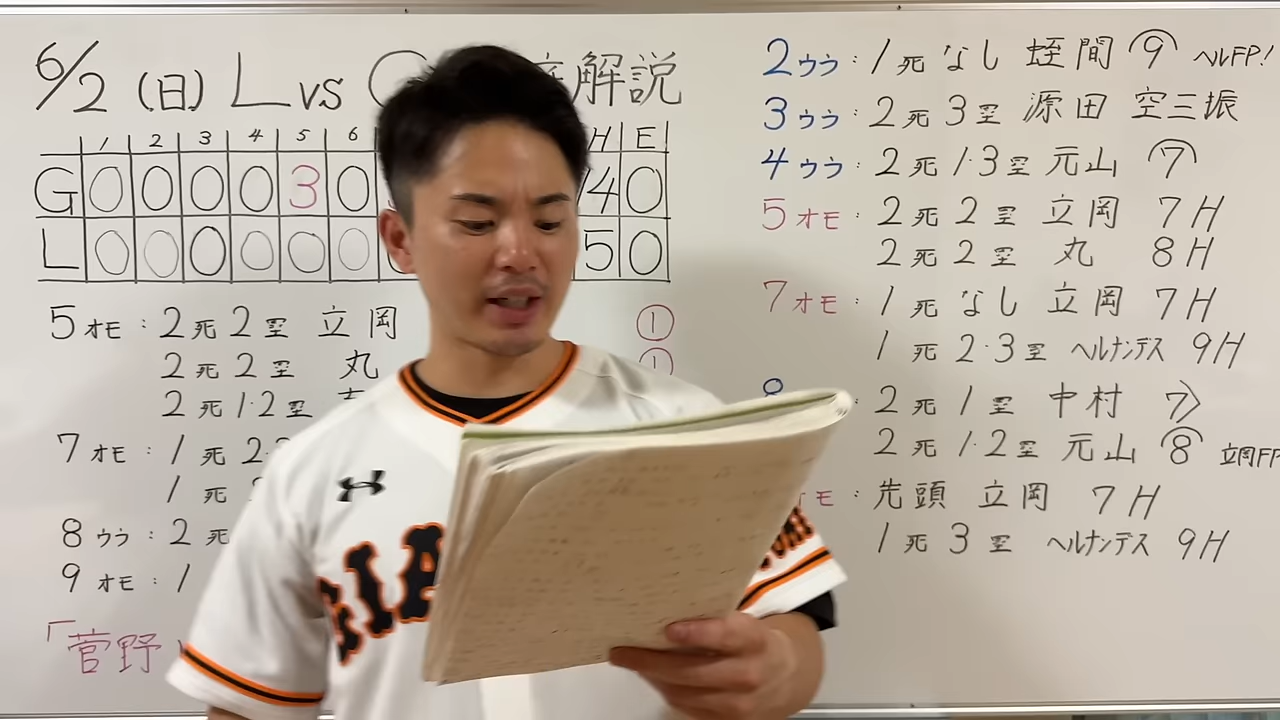 6/2 (日) L vs 解説
1 2 3 4 5 6 H E
G 0 0 0 0 3 0 14 0
L 0 0 0 0 0 0 5 0
5オモ:2死2塁 立岡 ①
2死2塁 丸 ①
2死1・2塁
7オモ:1死2・
1死
8ウラ:2死
9オモ:1
「菅野
2ウラ:1死なし 蛭間 9 ヘルFP!
3ウラ:2死3塁 源田 空三振
4ウラ:2死1・3塁 元山 7
5オモ:2死2塁 立岡 7H
2死2塁 丸 8H
7オモ:1死なし 立岡 7H
1死2・3塁 ヘルナンデス 9H
2死1塁 中村 7>
2死1・2塁 元山 8 立岡FP
モ:先頭 立岡 7H
1死3塁 ヘルナンデス 9H
GIA